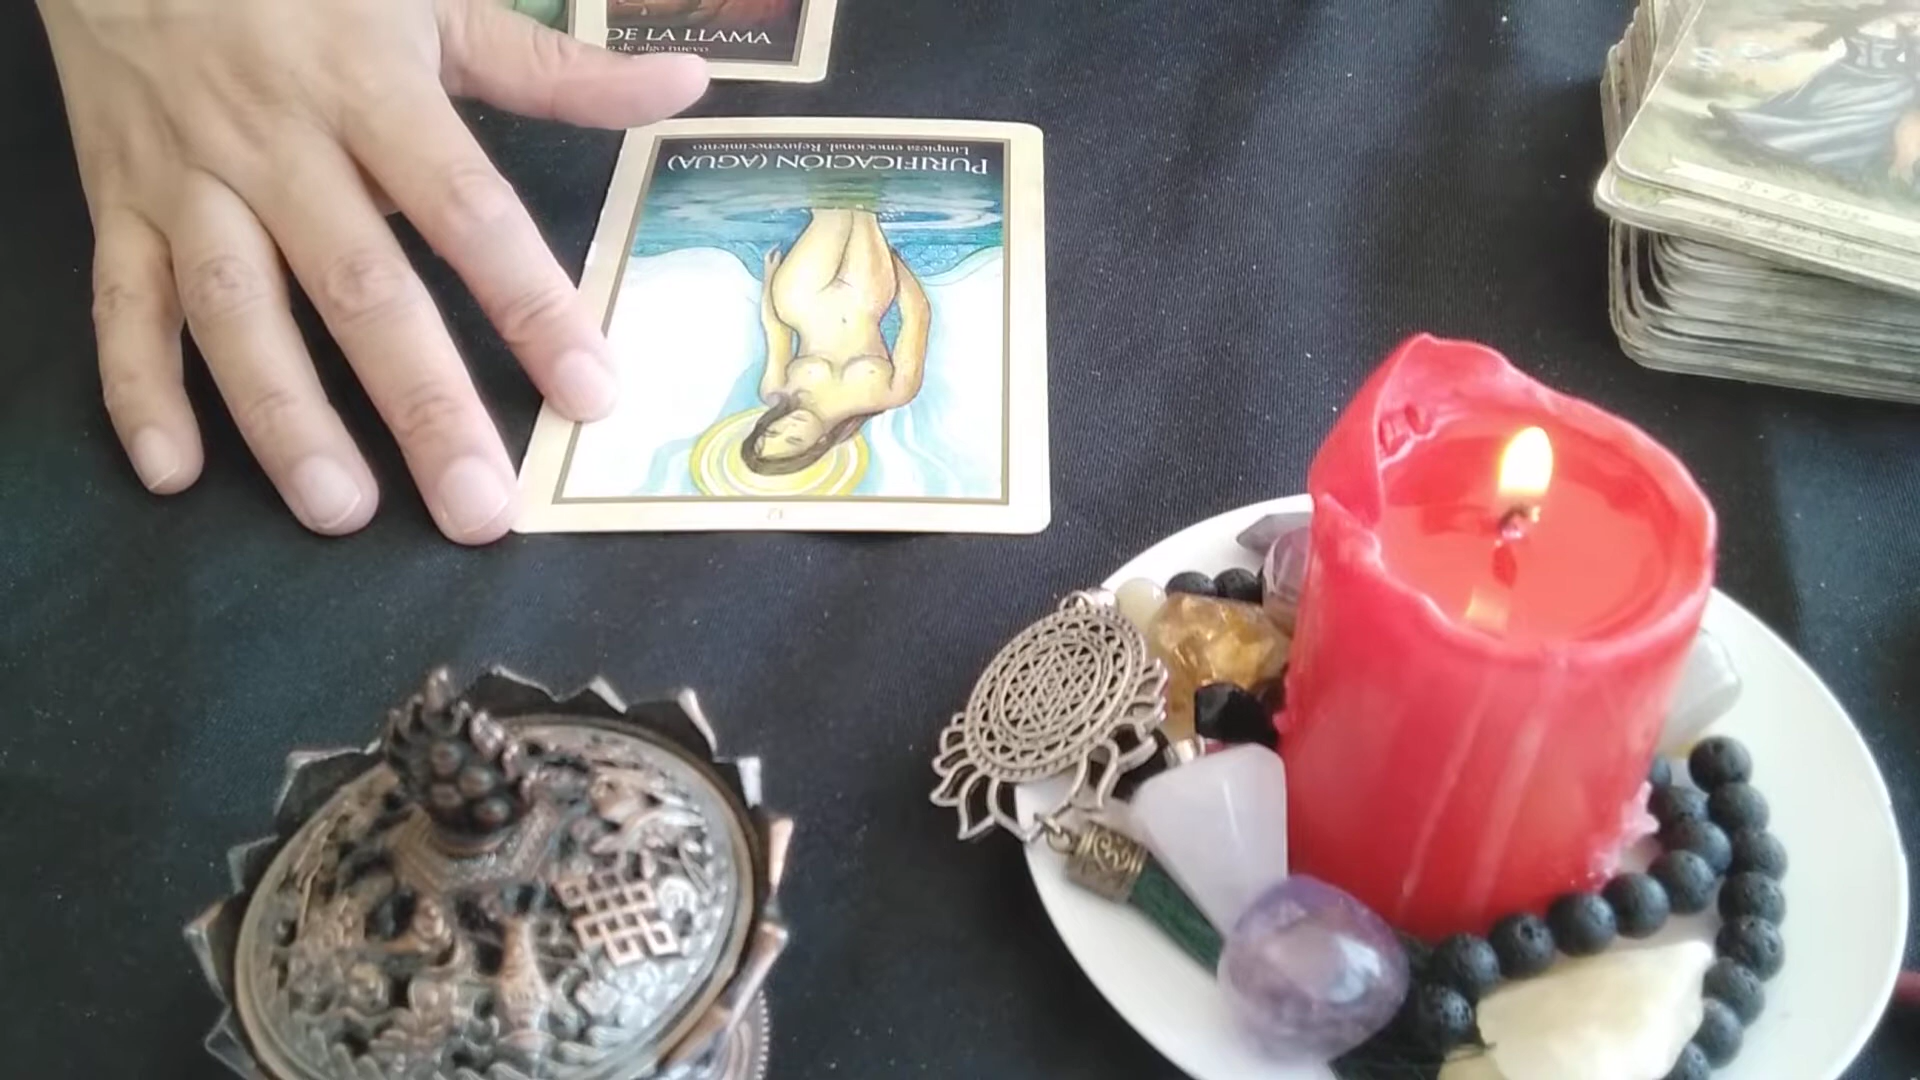 DE LA LLAMA
o de algo nuevo
PURIFICACIÓN (AGUA)
Limpieza emocional. Rejuvenecimiento